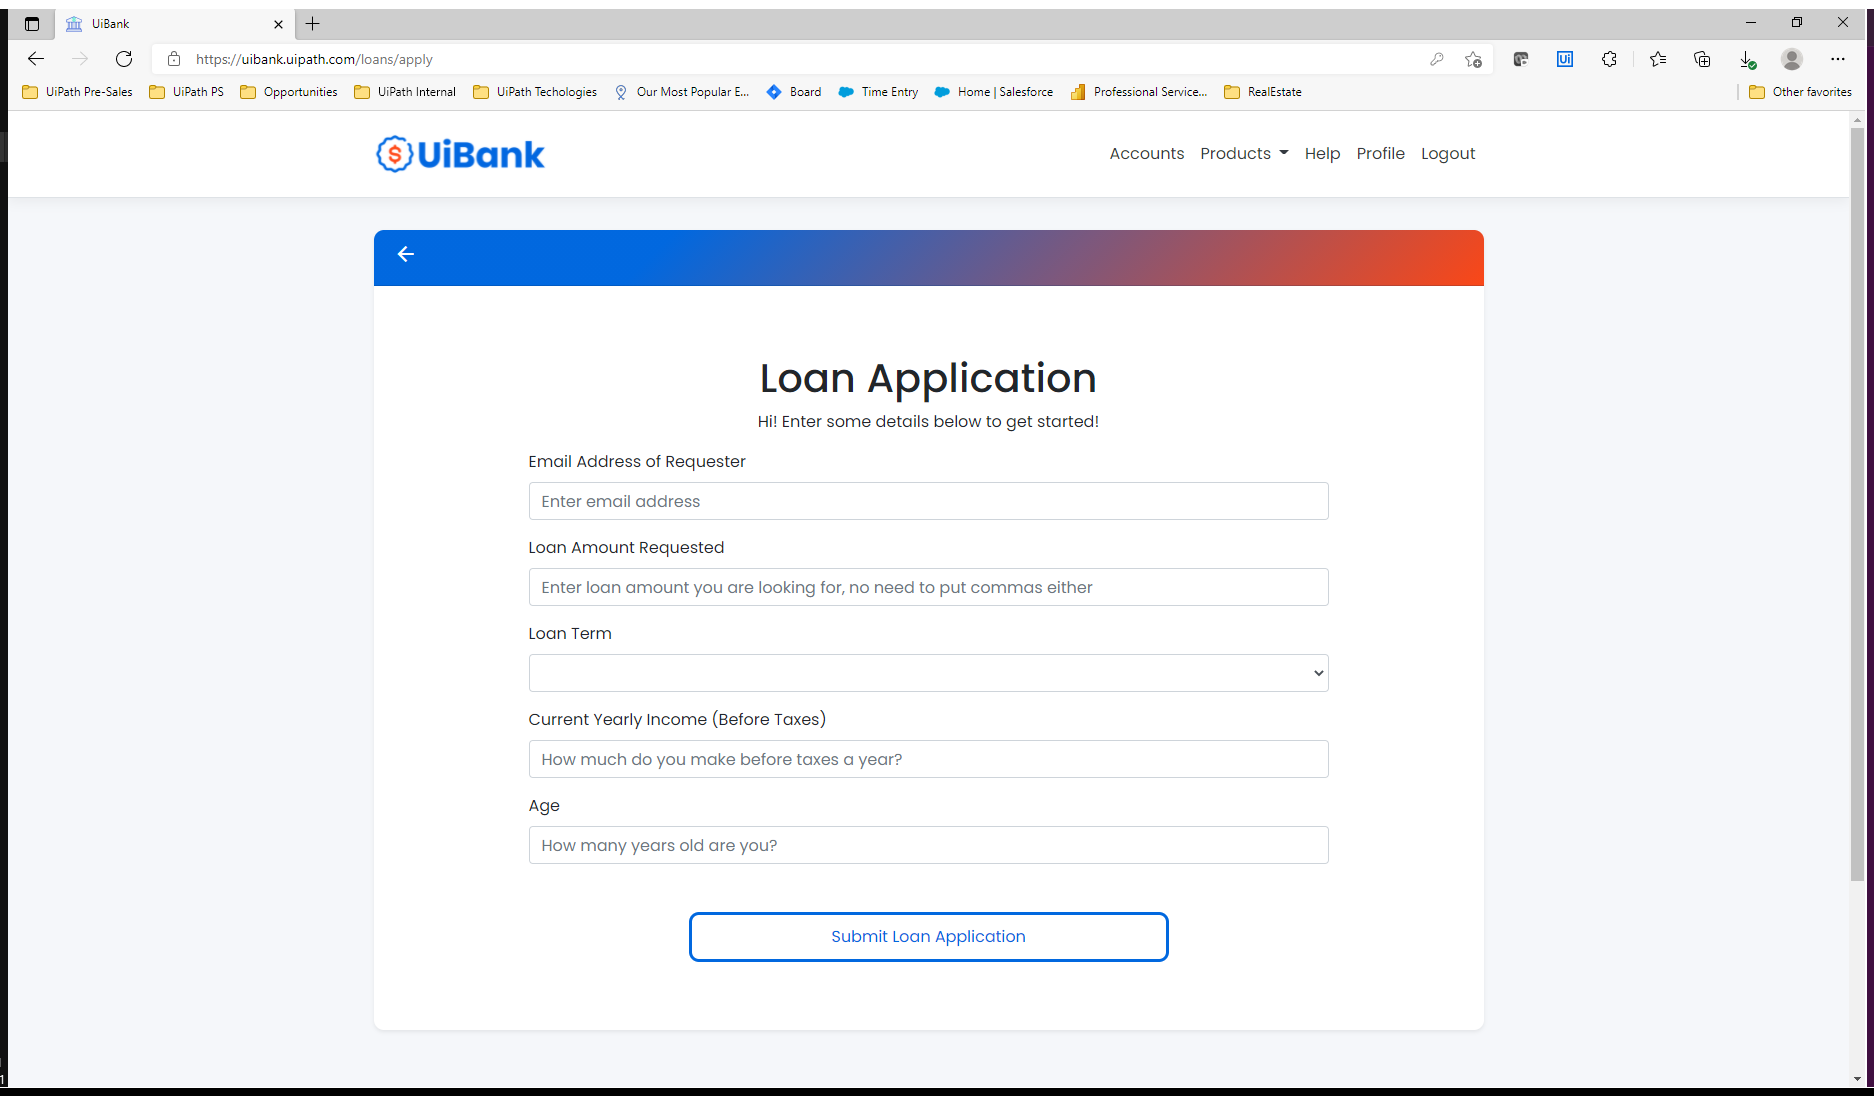 UiBank
https://uibank.uipath.com/loans/apply
UiPath Pre-Sales UiPath PS Opportunities UiPath Internal UiPath Techologies Our Most Popular E... Board Time Entry Home | Salesforce Professional Service... RealEstate Other favorites
UiBank
Accounts Products Help Profile Logout
Loan Application
Hi! Enter some details below to get started!
Email Address of Requester
Enter email address
Loan Amount Requested
Enter loan amount you are looking for, no need to put commas either
Loan Term
Current Yearly Income (Before Taxes)
How much do you make before taxes a year?
Age
How many years old are you?
Submit Loan Application